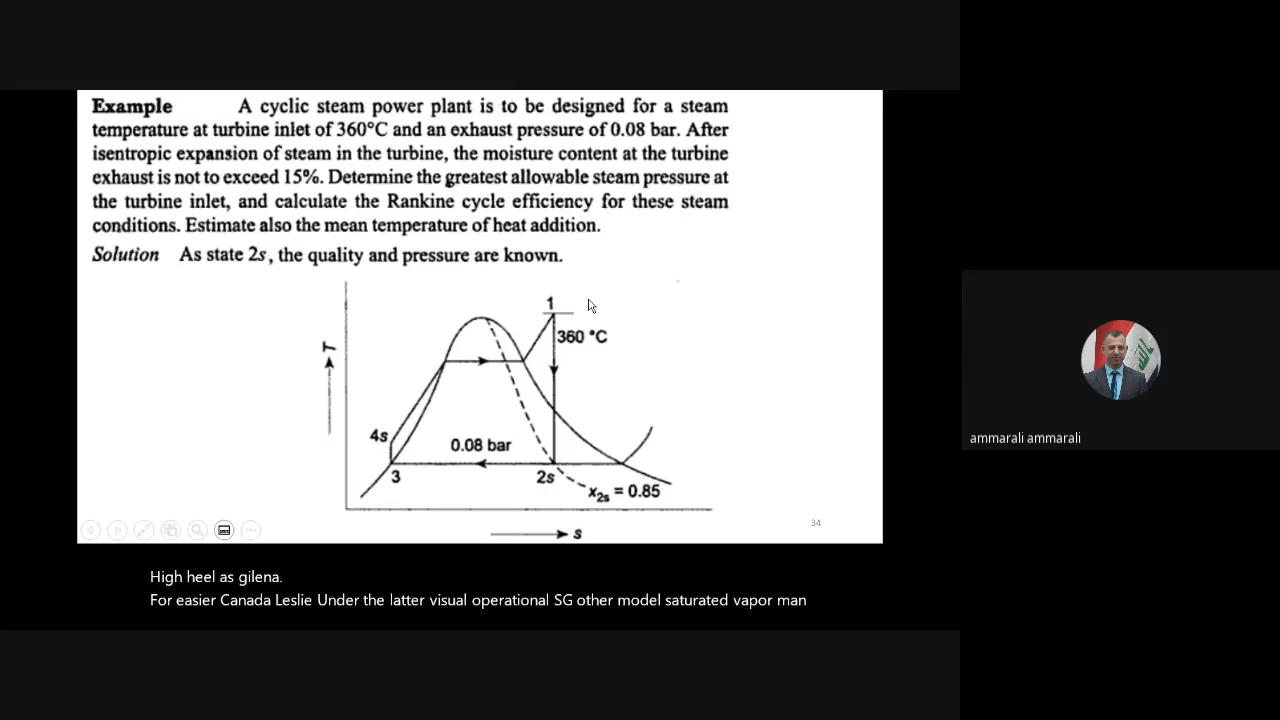 Example A cyclic steam power plant is to be designed for a steam
temperature at turbine inlet of 360°C and an exhaust pressure of 0.08 bar. After
isentropic expansion of steam in the turbine, the moisture content at the turbine
exhaust is not to exceed 15%. Determine the greatest allowable steam pressure at
the turbine inlet, and calculate the Rankine cycle efficiency for these steam
conditions. Estimate also the mean temperature of heat addition.
Solution As state 2s, the quality and pressure are known.
1
360 °C
T
4s
0.08 bar
3
2s
x2s = 0.85
s
34
ammarali ammarali
High heel as gilena.
For easier Canada Leslie Under the latter visual operational SG other model saturated vapor man